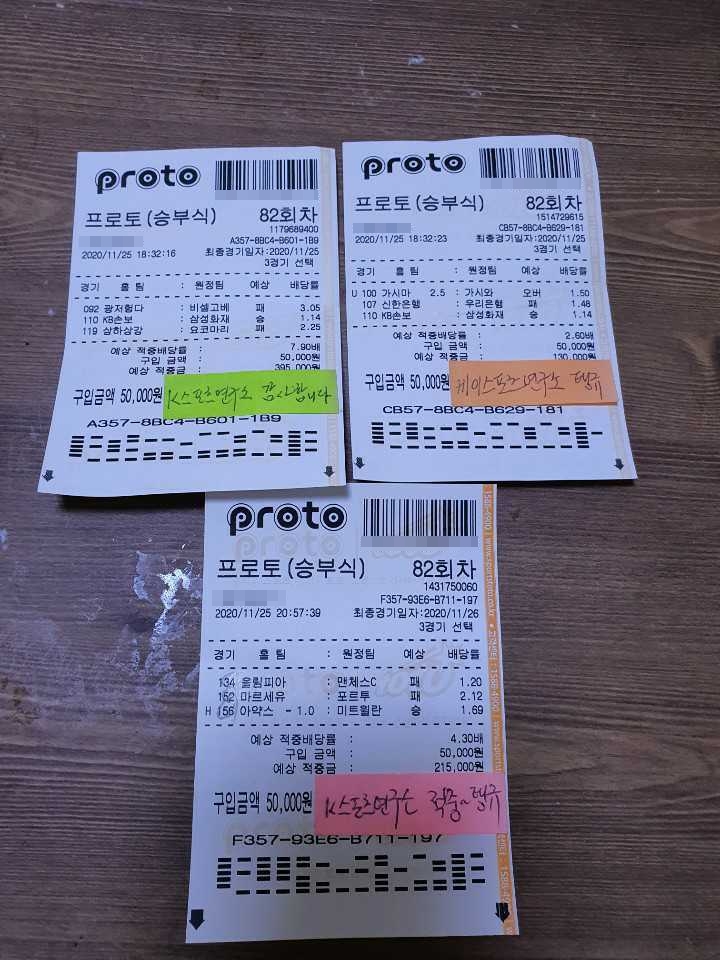 proto
프로토(승부식) 82회차
1179689400
A357-8BC4-B601-1B9
2020/11/25 18:32:16 최종경기일자:2020/11/25
3경기 선택
경기 홈 팀 : 원정팀 예상 배당률
092 광저헝다 : 비셀고베 패 3.05
110 KB손보 : 삼성화재 승 1.14
119 상하상강 : 요코마리 패 2.25
예상 적중배당률 : 7.90배
구입 금액 : 50,000원
예상 적중금 : 395,000원
구입금액 50,000원
K스포츠연구소 감사합니다
A357-8BC4-B601-1B9
proto
프로토(승부식) 82회차
1514729615
CB57-8BC4-B629-181
2020/11/25 18:32:23 최종경기일자:2020/11/25
3경기 선택
경기 홈 팀 : 원정팀 예상 배당률
U 100 가시마 2.5 : 가시와 오버 1.50
107 신한은행 : 우리은행 패 1.48
110 KB손보 : 삼성화재 승 1.14
예상 적중배당률 : 2.60배
구입 금액 : 50,000원
예상 적중금 : 130,000원
구입금액 50,000원
케이스포츠연구소 땡큐
CB57-8BC4-B629-181
proto
프로토(승부식) 82회차
1431750060
F357-93E6-B711-197
2020/11/25 20:57:39 최종경기일자:2020/11/26
3경기 선택
경기 홈 팀 : 원정팀 예상 배당률
134 올림피아 : 맨체스C 패 1.20
152 마르세유 : 포르투 패 2.12
H 156 아약스 - 1.0 : 미트윌란 승 1.69
예상 적중배당률 : 4.30배
구입 금액 : 50,000원
예상 적중금 : 215,000원
구입금액 50,000원
K스포츠연구소 적중~땡큐
F357-93E6-B711-197